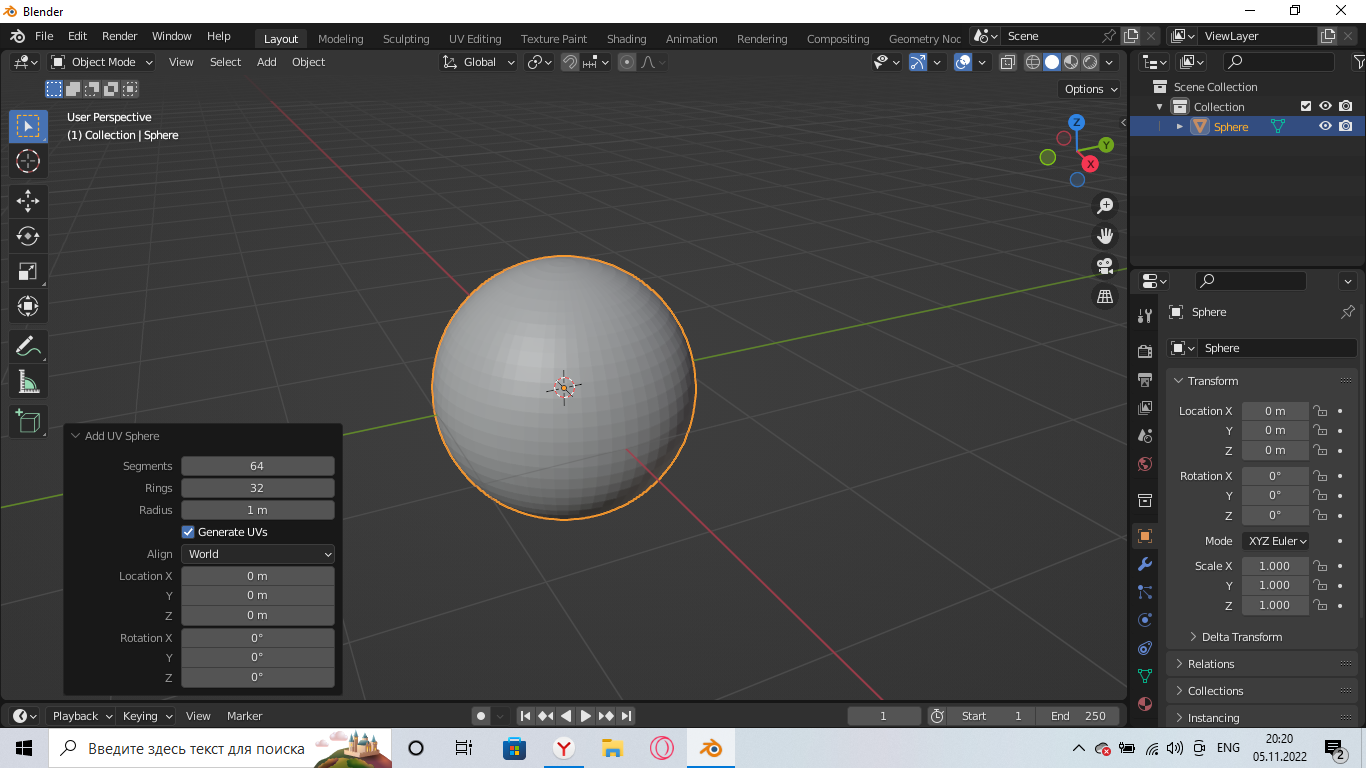 Blender
File Edit Render Window Help Layout Modeling Sculpting UV Editing Texture Paint Shading Animation Rendering Compositing Geometry Noc Scene ViewLayer
Object Mode View Select Add Object Global
Options
User Perspective
(1) Collection | Sphere
Z
Y
X
Add UV Sphere
Segments 64
Rings 32
Radius 1 m
Generate UVs
Align World
Location X 0 m
Y 0 m
Z 0 m
Rotation X 0°
Y 0°
Z 0°
Scene Collection
Collection
Sphere
Sphere
Sphere
Transform
Location X 0 m
Y 0 m
Z 0 m
Rotation X 0°
Y 0°
Z 0°
Mode XYZ Euler
Scale X 1.000
Y 1.000
Z 1.000
Delta Transform
Relations
Collections
Instancing
Playback Keying View Marker 1 Start 1 End 250
Введите здесь текст для поиска
ENG
20:20
05.11.2022
2